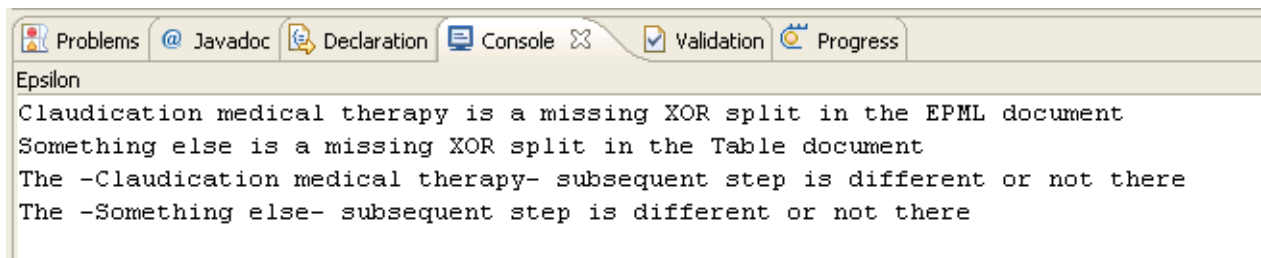 Problems @ Javadoc Declaration Console Validation Progress
Epsilon
Claudication medical therapy is a missing XOR split in the EPML document
Something else is a missing XOR split in the Table document
The -Claudication medical therapy- subsequent step is different or not there
The -Something else- subsequent step is different or not there